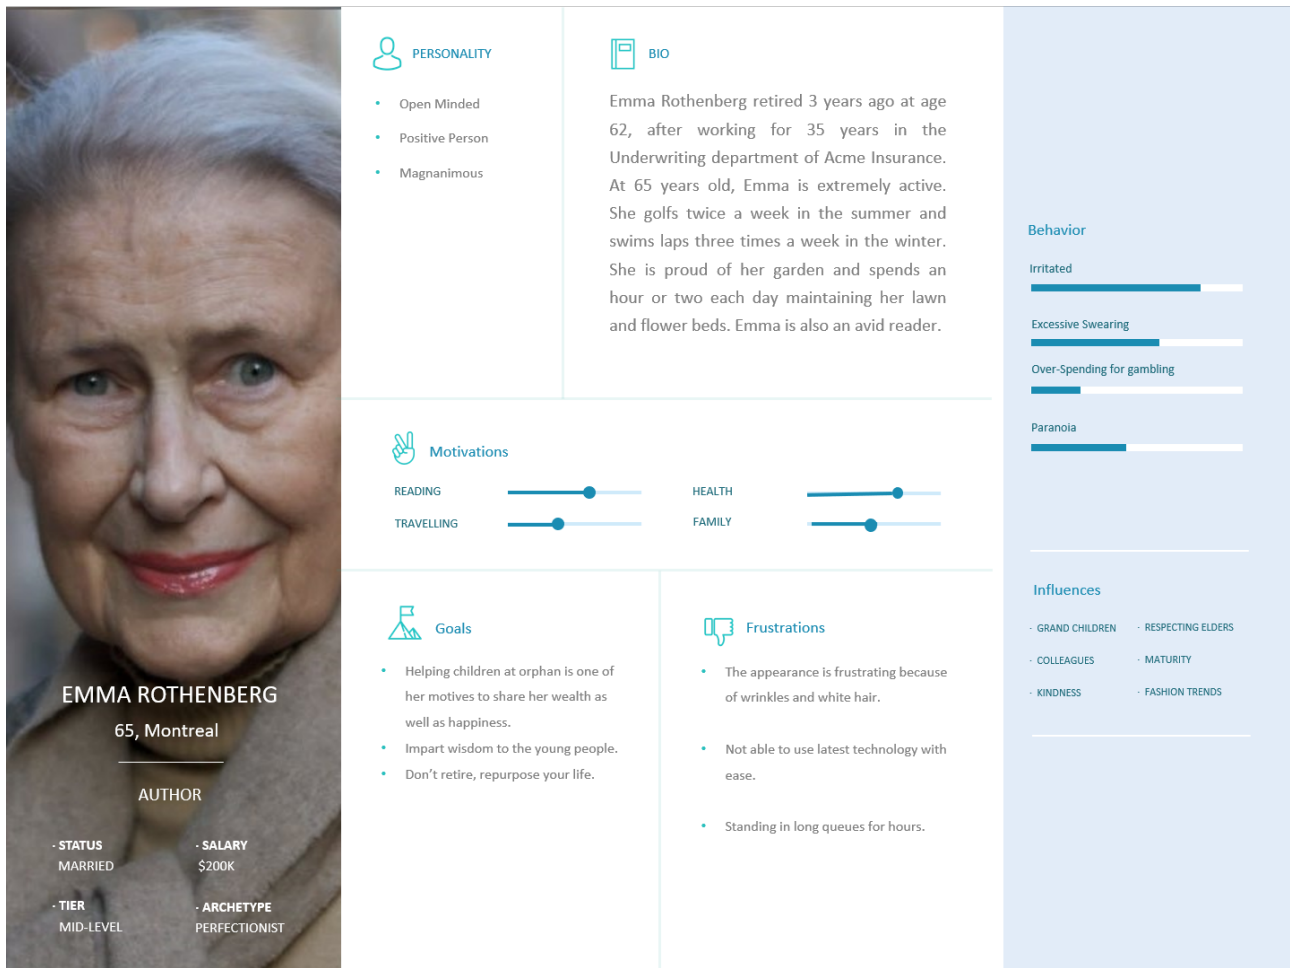 PERSONALITY
• Open Minded
• Positive Person
• Magnanimous
BIO
Emma Rothenberg retired 3 years ago at age
62, after working for 35 years in the
Underwriting department of Acme Insurance.
At 65 years old, Emma is extremely active.
She golfs twice a week in the summer and
swims laps three times a week in the winter.
She is proud of her garden and spends an
hour or two each day maintaining her lawn
and flower beds. Emma is also an avid reader.
Motivations
READING
HEALTH
TRAVELLING
FAMILY
Goals
• Helping children at orphan is one of
her motives to share her wealth as
well as happiness.
• Impart wisdom to the young people.
• Don't retire, repurpose your life.
Frustrations
• The appearance is frustrating because
of wrinkles and white hair.
• Not able to use latest technology with
ease.
• Standing in long queues for hours.
EMMA ROTHENBERG
65, Montreal
AUTHOR
- STATUS
MARRIED
- SALARY
$200K
- TIER
MID-LEVEL
- ARCHETYPE
PERFECTIONIST
Behavior
Irritated
Excessive Swearing
Over-Spending for gambling
Paranoia
Influences
- GRAND CHILDREN
- RESPECTING ELDERS
- COLLEAGUES
- MATURITY
- KINDNESS
- FASHION TRENDS